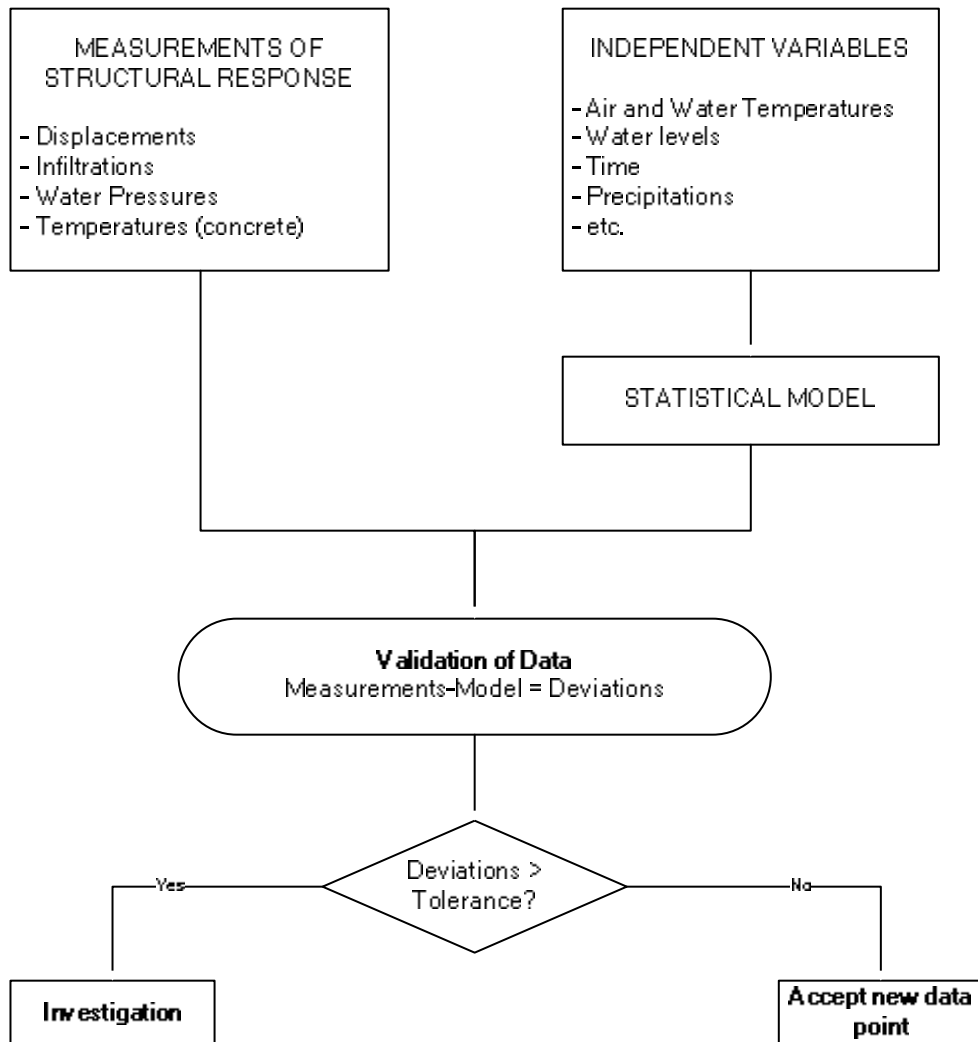 MEASUREMENTS OF
STRUCTURAL RESPONSE
- Displacements
- Infiltrations
- Water Pressures
- Temperatures (concrete)
INDEPENDENT VARIABLES
- Air and Water Temperatures
- Water levels
- Time
- Precipitations
- etc.
STATISTICAL MODEL
Validation of Data
Measurements-Model = Deviations
Deviations >
Tolerance?
Yes
No
Investigation
Accept new data
point